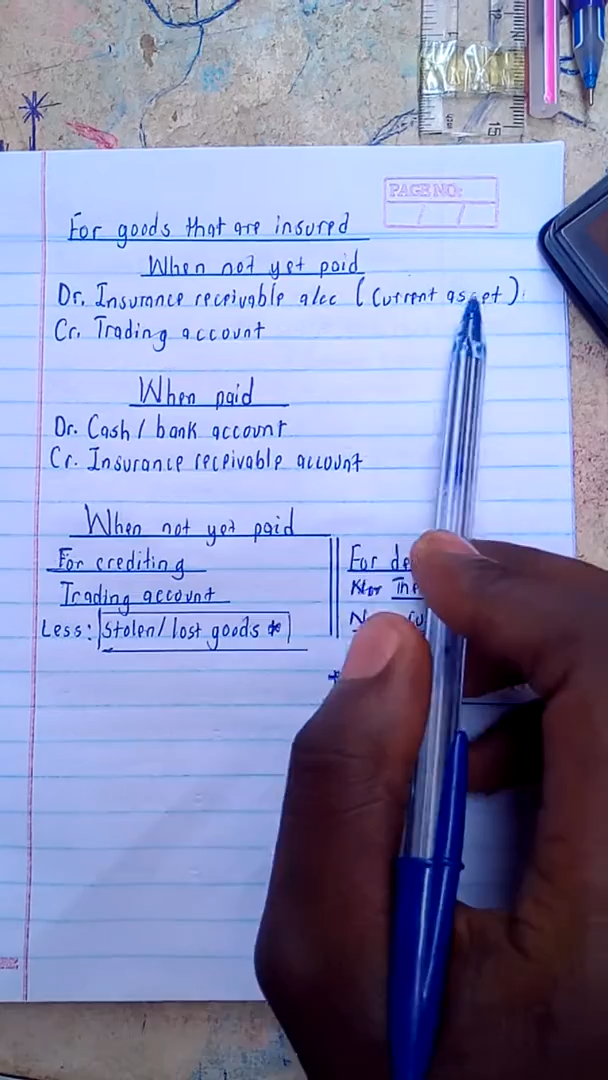 PAGE NO:
For goods that are insured
When not yet paid
Dr. Insurance receivable a/cc (Current asset).
Cr. Trading account
When paid
Dr. Cash / bank account
Cr. Insurance receivable account
When not yet paid
For crediting
Trading account
Less: Stolen/lost goods
For
15